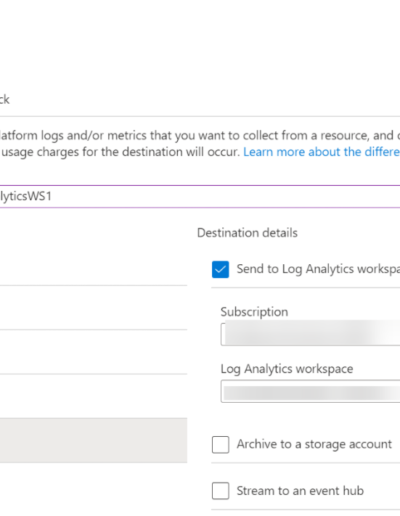 ck
latform logs and/or metrics that you want to collect from a resource, and
usage charges for the destination will occur. Learn more about the differe
lyticsWS1
Destination details
Send to Log Analytics workspa
Subscription
Log Analytics workspace
Archive to a storage account
Stream to an event hub